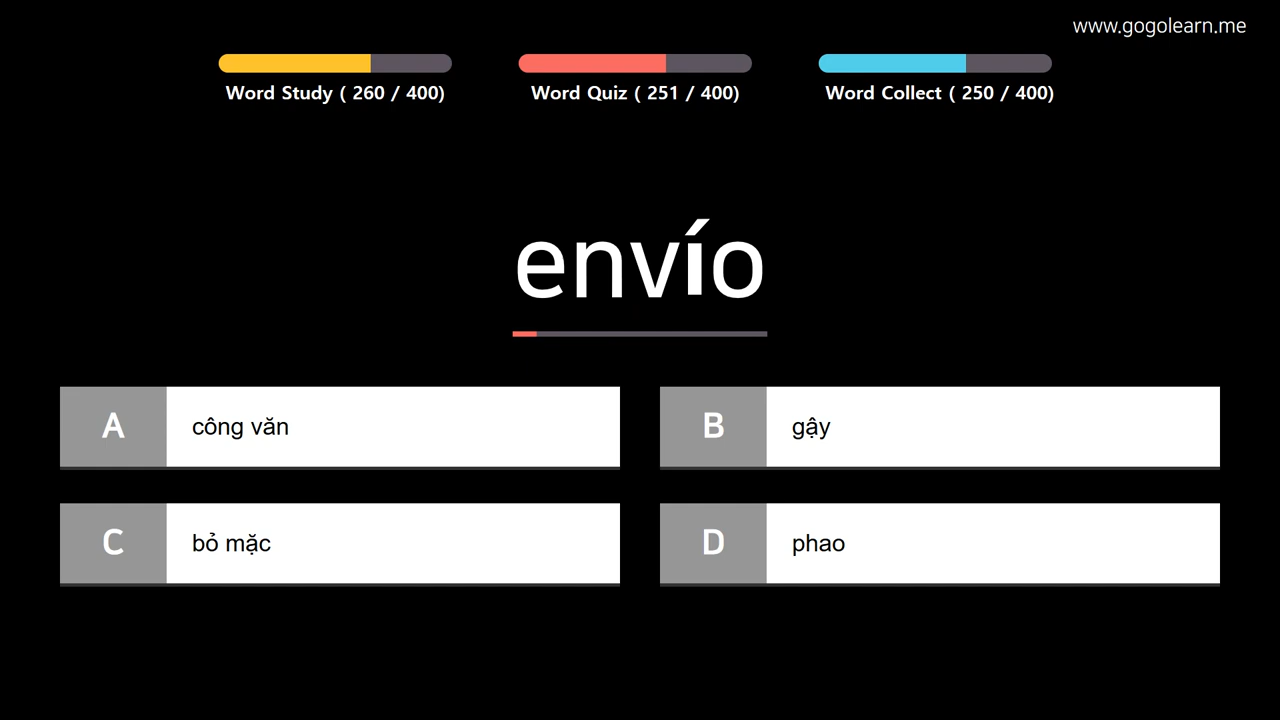 www.gogolearn.me
Word Study ( 260 / 400)
Word Quiz ( 251 / 400)
Word Collect ( 250 / 400)
envío
A
công văn
B
gậy
C
bỏ mặc
D
phao